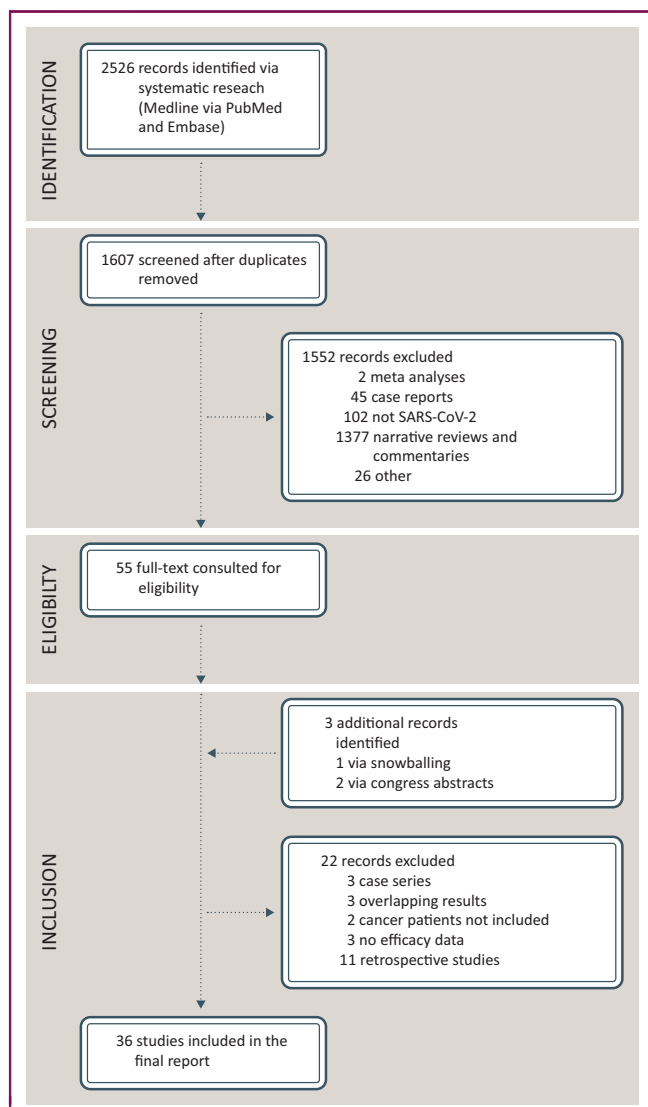 IDENTIFICATION
2526 records identified via
systematic reseach
(Medline via PubMed
and Embase)
SCREENING
1607 screened after duplicates
removed
1552 records excluded
2 meta analyses
45 case reports
102 not SARS-CoV-2
1377 narrative reviews and
commentaries
26 other
ELIGIBILTY
55 full-text consulted for
eligibility
INCLUSION
3 additional records
identified
1 via snowballing
2 via congress abstracts
22 records excluded
3 case series
3 overlapping results
2 cancer patients not included
3 no efficacy data
11 retrospective studies
36 studies included in the
final report